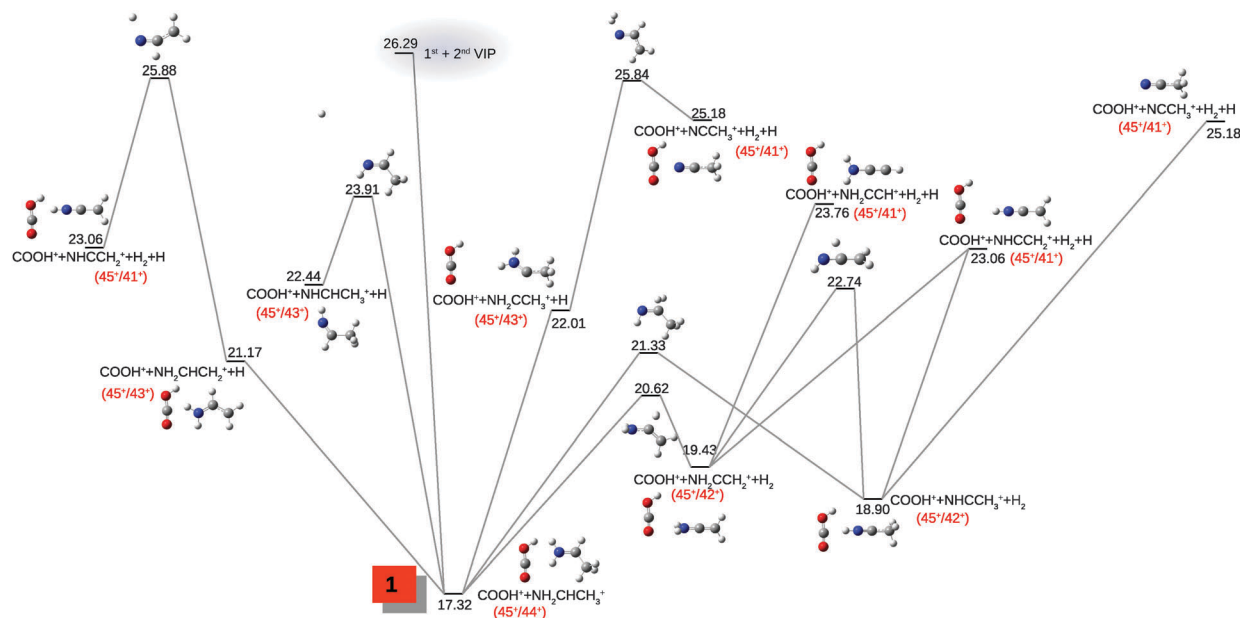 26.29
1st + 2nd VIP
25.88
25.84
25.18
COOH⁺+NCCH₃⁺+H₂+H
(45⁺/41⁺)
COOH⁺+NCCH₃⁺+H₂+H
(45⁺/41⁺)
25.18
23.91
COOH⁺+NH₂CCH⁺+H₂+H
23.76
(45⁺/41⁺)
23.06
COOH⁺+NHCCH₂⁺+H₂+H
(45⁺/41⁺)
COOH⁺+NHCCH₂⁺+H₂+H
23.06
(45⁺/41⁺)
22.44
COOH⁺+NHCHCH₃⁺+H
(45⁺/43⁺)
COOH⁺+NH₂CCH₃⁺+H
(45⁺/43⁺)
22.01
22.74
21.33
21.17
COOH⁺+NH₂CHCH₂⁺+H
(45⁺/43⁺)
20.62
19.43
COOH⁺+NH₂CCH₂⁺+H₂
(45⁺/42⁺)
18.90
COOH⁺+NHCCH₃⁺+H₂
(45⁺/42⁺)
1
17.32
COOH⁺+NH₂CHCH₃⁺
(45⁺/44⁺)